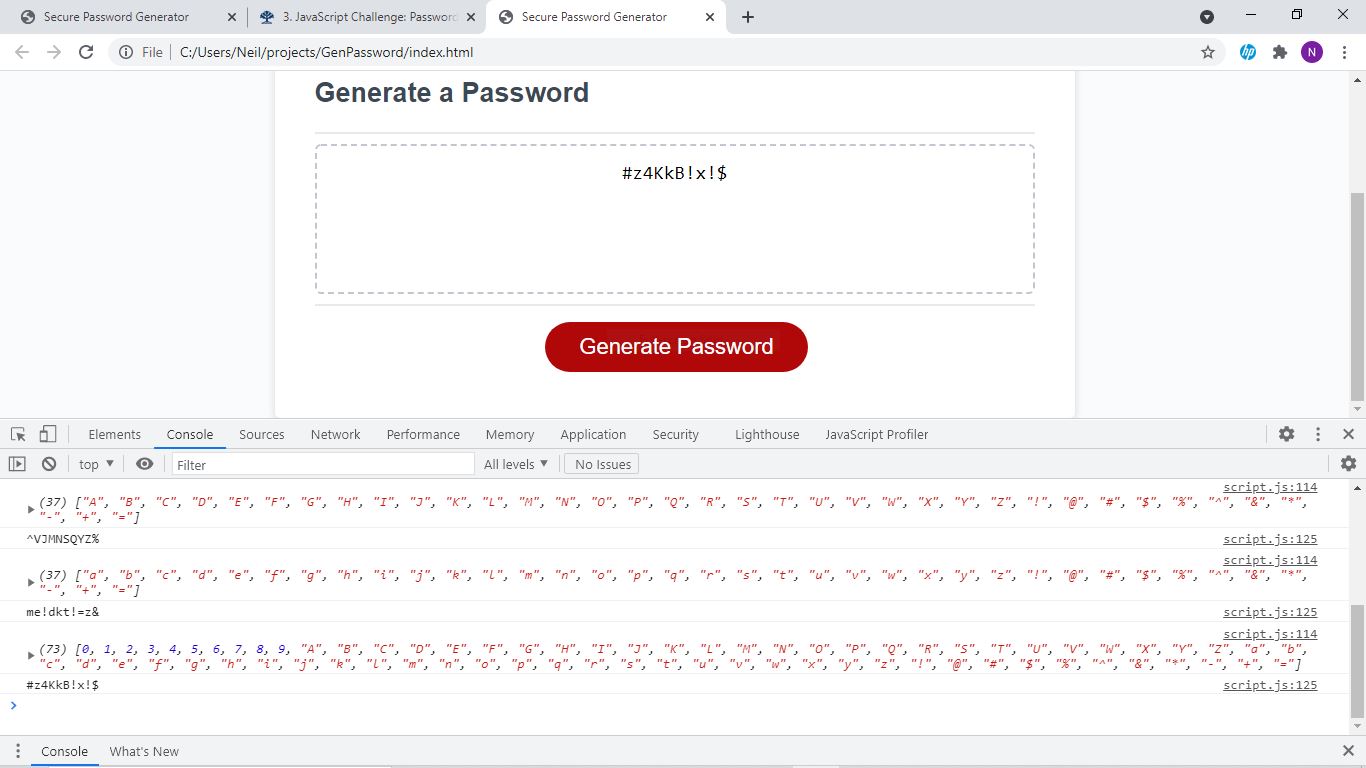 Secure Password Generator
3. JavaScript Challenge: Password
Secure Password Generator
File C:/Users/Neil/projects/GenPassword/index.html
hp
N
Generate a Password
#z4KkB!x!$
Generate Password
Elements Console Sources Network Performance Memory Application Security Lighthouse JavaScript Profiler
top Filter All levels No Issues
script.js:114
(37) ["A", "B", "C", "D", "E", "F", "G", "H", "I", "J", "K", "L", "M", "N", "O", "P", "Q", "R", "S", "T", "U", "V", "W", "X", "Y", "Z", "!", "@", "#", "$", "%", "^", "&", "*",
"-", "+", "="]
^VJMNSQYZ% script.js:125
script.js:114
(37) ["a", "b", "c", "d", "e", "f", "g", "h", "i", "j", "k", "l", "m", "n", "o", "p", "q", "r", "s", "t", "u", "v", "w", "x", "y", "z", "!", "@", "#", "$", "%", "^", "&", "*",
"-", "+", "="]
me!dkt!=z& script.js:125
script.js:114
(73) [0, 1, 2, 3, 4, 5, 6, 7, 8, 9, "A", "B", "C", "D", "E", "F", "G", "H", "I", "J", "K", "L", "M", "N", "O", "P", "Q", "R", "S", "T", "U", "V", "W", "X", "Y", "Z", "a", "b",
"c", "d", "e", "f", "g", "h", "i", "j", "k", "l", "m", "n", "o", "p", "q", "r", "s", "t", "u", "v", "w", "x", "y", "z", "!", "@", "#", "$", "%", "^", "&", "*", "-", "+", "="]
#z4KkB!x!$ script.js:125
Console What's New